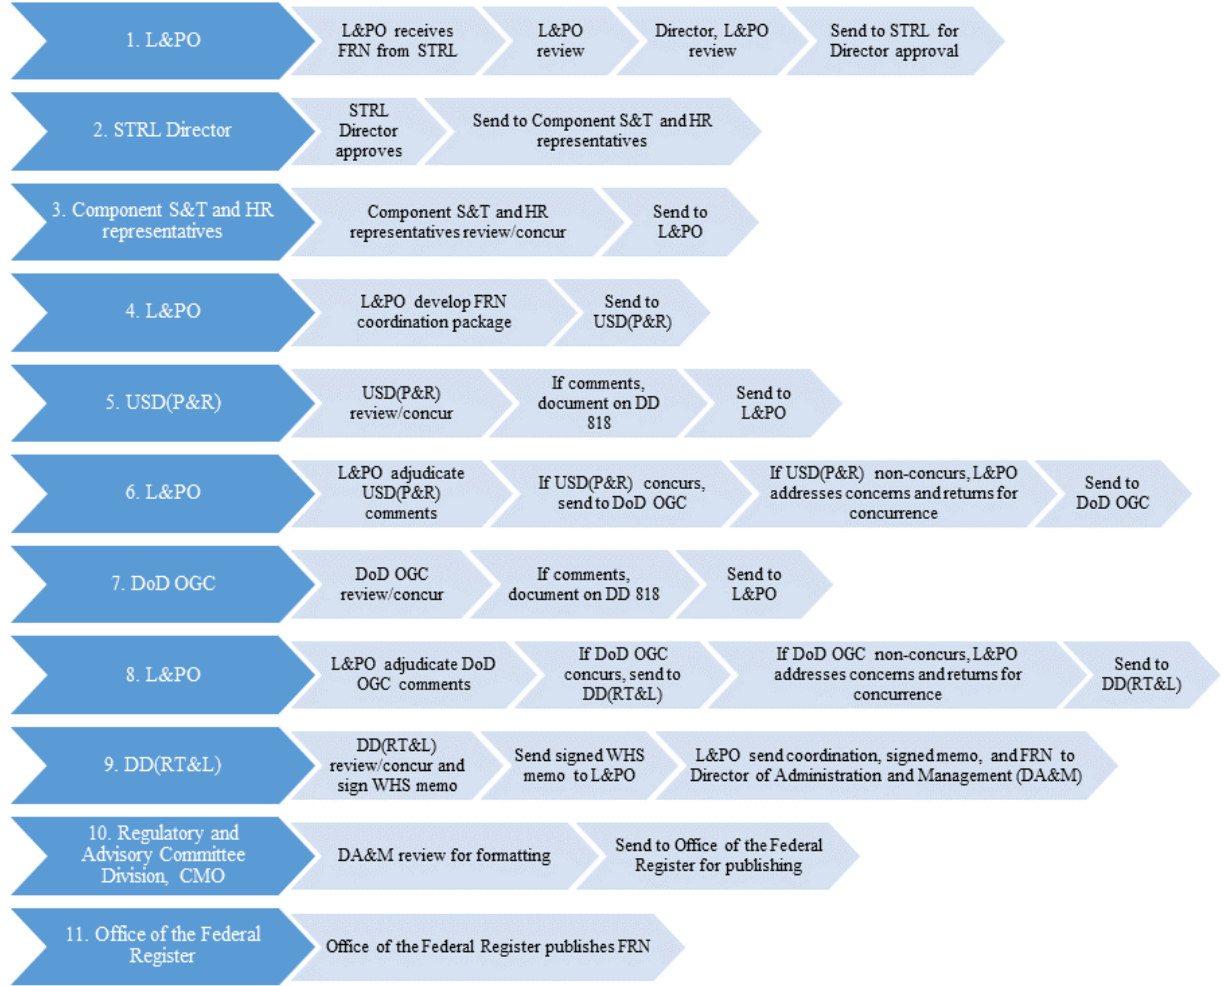 1. L&PO
L&PO receives
FRN from STRL
L&PO
review
Director, L&PO
review
Send to STRL for
Director approval
2. STRL Director
STRL
Director
approves
Send to Component S&T and HR
representatives
3. Component S&T and HR
representatives
Component S&T and HR
representatives review/concur
Send to
L&PO
4. L&PO
L&PO develop FRN
coordination package
Send to
USD(P&R)
5. USD(P&R)
USD(P&R)
review/concur
If comments,
document on DD
818
Send to
L&PO
6. L&PO
L&PO adjudicate
USD(P&R)
comments
If USD(P&R) concurs,
send to DoD OGC
If USD(P&R) non-concurs, L&PO
addresses concerns and returns for
concurrence
Send to
DoD OGC
7. DoD OGC
DoD OGC
review/concur
If comments,
document on DD 818
Send to
L&PO
8. L&PO
L&PO adjudicate DoD
OGC comments
If DoD OGC
concurs, send to
DD(RT&L)
If DoD OGC non-concurs, L&PO
addresses concerns and returns for
concurrence
Send to
DD(RT&L)
9. DD(RT&L)
DD(RT&L)
review/concur and
sign WHS memo
Send signed WHS
memo to L&PO
L&PO send coordination, signed memo, and FRN to
Director of Administration and Management (DA&M)
10. Regulatory and
Advisory Committee
Division, CMO
DA&M review for formatting
Send to Office of the Federal
Register for publishing
11. Office of the Federal
Register
Office of the Federal Register publishes FRN